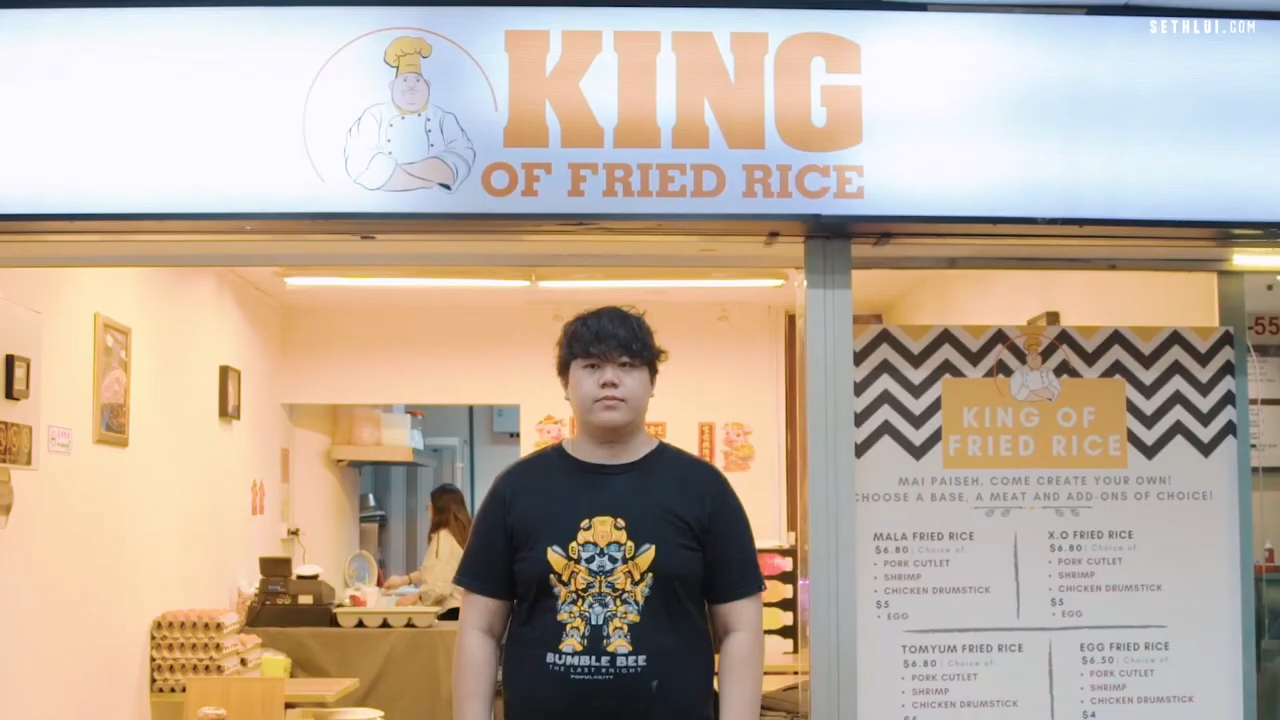 SETHLUI.COM
KING
OF FRIED RICE
-55
KING OF
FRIED RICE
MAI PAISEH, COME CREATE YOUR OWN!
CHOOSE A BASE, A MEAT AND ADD-ONS OF CHOICE!
MALA FRIED RICE
$6.80 | Choice of:
• PORK CUTLET
• SHRIMP
• CHICKEN DRUMSTICK
$5
• EGG
X.O FRIED RICE
$6.80 | Choice of:
• PORK CUTLET
• SHRIMP
• CHICKEN DRUMSTICK
$5
• EGG
TOMYUM FRIED RICE
$6.80 | Choice of:
• PORK CUTLET
• SHRIMP
• CHICKEN DRUMSTICK
EGG FRIED RICE
$6.50 | Choice of:
• PORK CUTLET
• SHRIMP
• CHICKEN DRUMSTICK
$4
BUMBLE BEE
THE LAST KNIGHT
POPULARITY